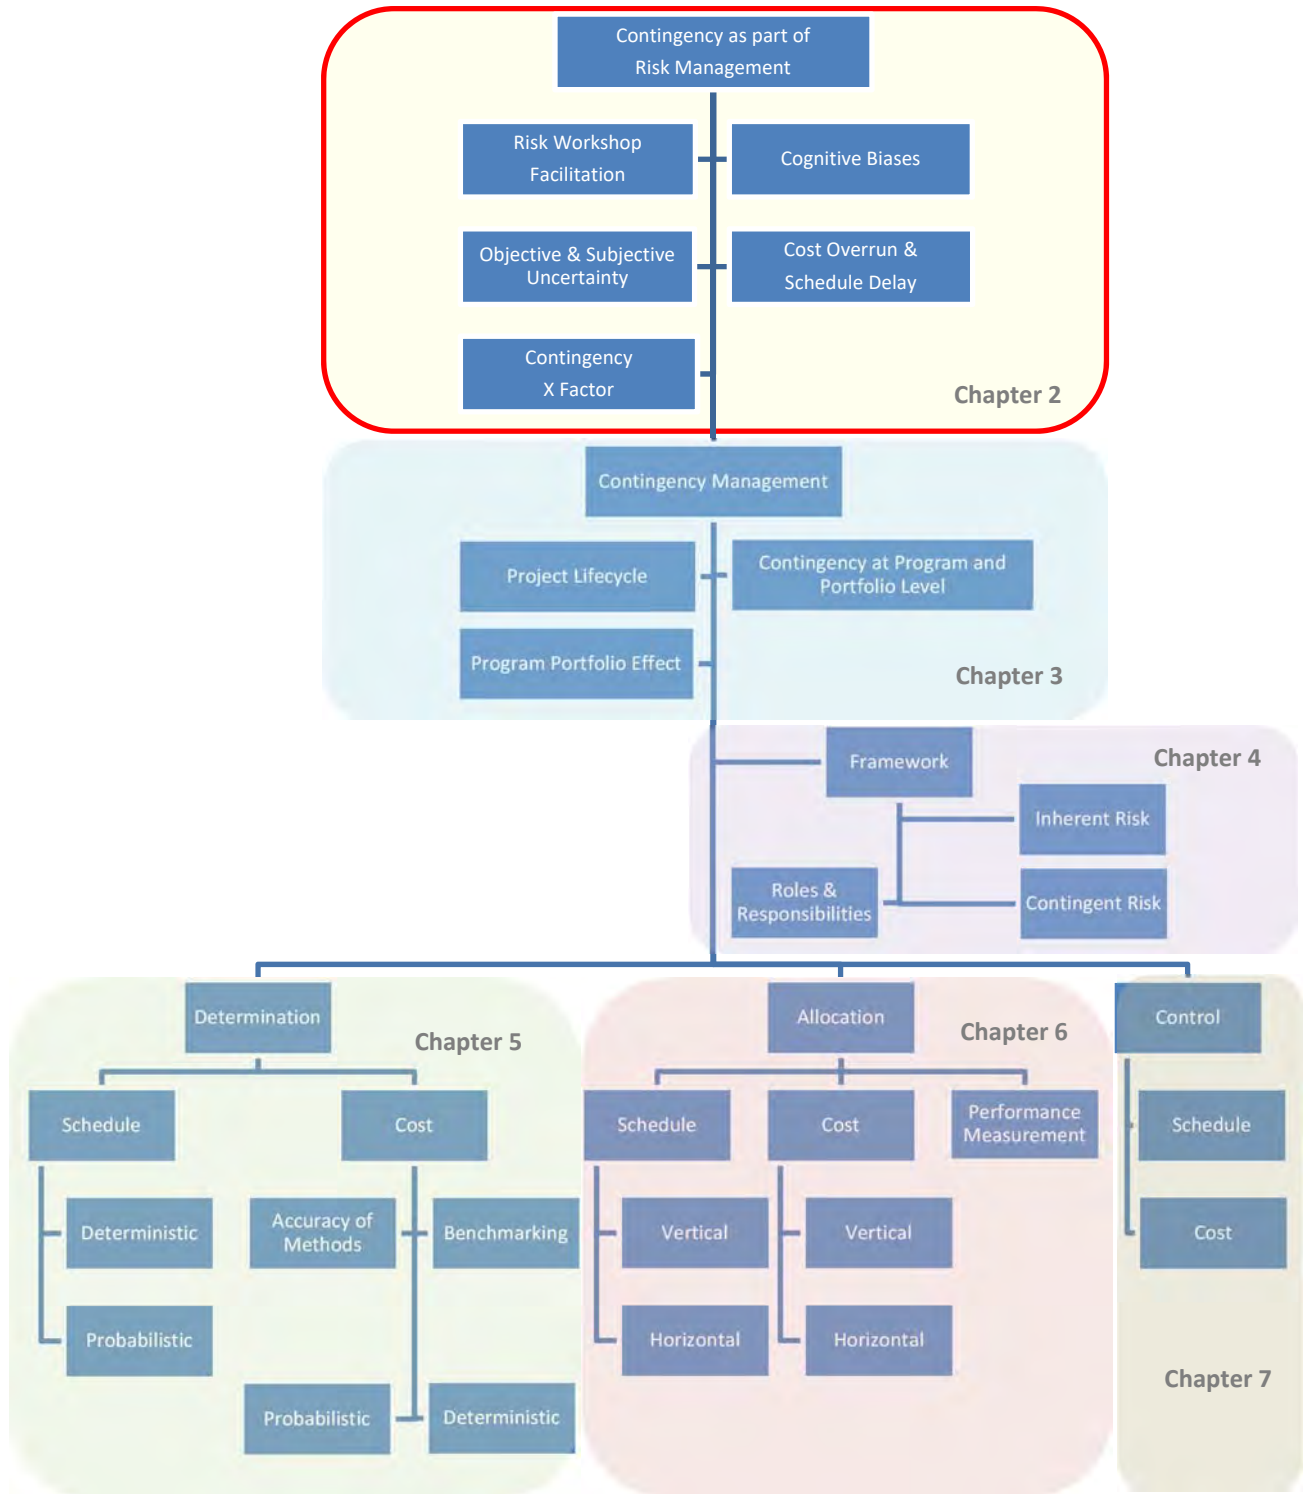 Contingency as part of
Risk Management
Risk Workshop
Facilitation
Cognitive Biases
Objective & Subjective
Uncertainty
Cost Overrun &
Schedule Delay
Contingency
X Factor
Chapter 2
Contingency Management
Project Lifecycle
Contingency at Program and
Portfolio Level
Program Portfolio Effect
Chapter 3
Framework
Chapter 4
Inherent Risk
Roles &
Responsibilities
Contingent Risk
Determination
Chapter 5
Schedule
Cost
Deterministic
Accuracy of
Methods
Benchmarking
Probabilistic
Probabilistic
Deterministic
Allocation
Chapter 6
Schedule
Cost
Performance
Measurement
Vertical
Vertical
Horizontal
Horizontal
Control
Schedule
Cost
Chapter 7